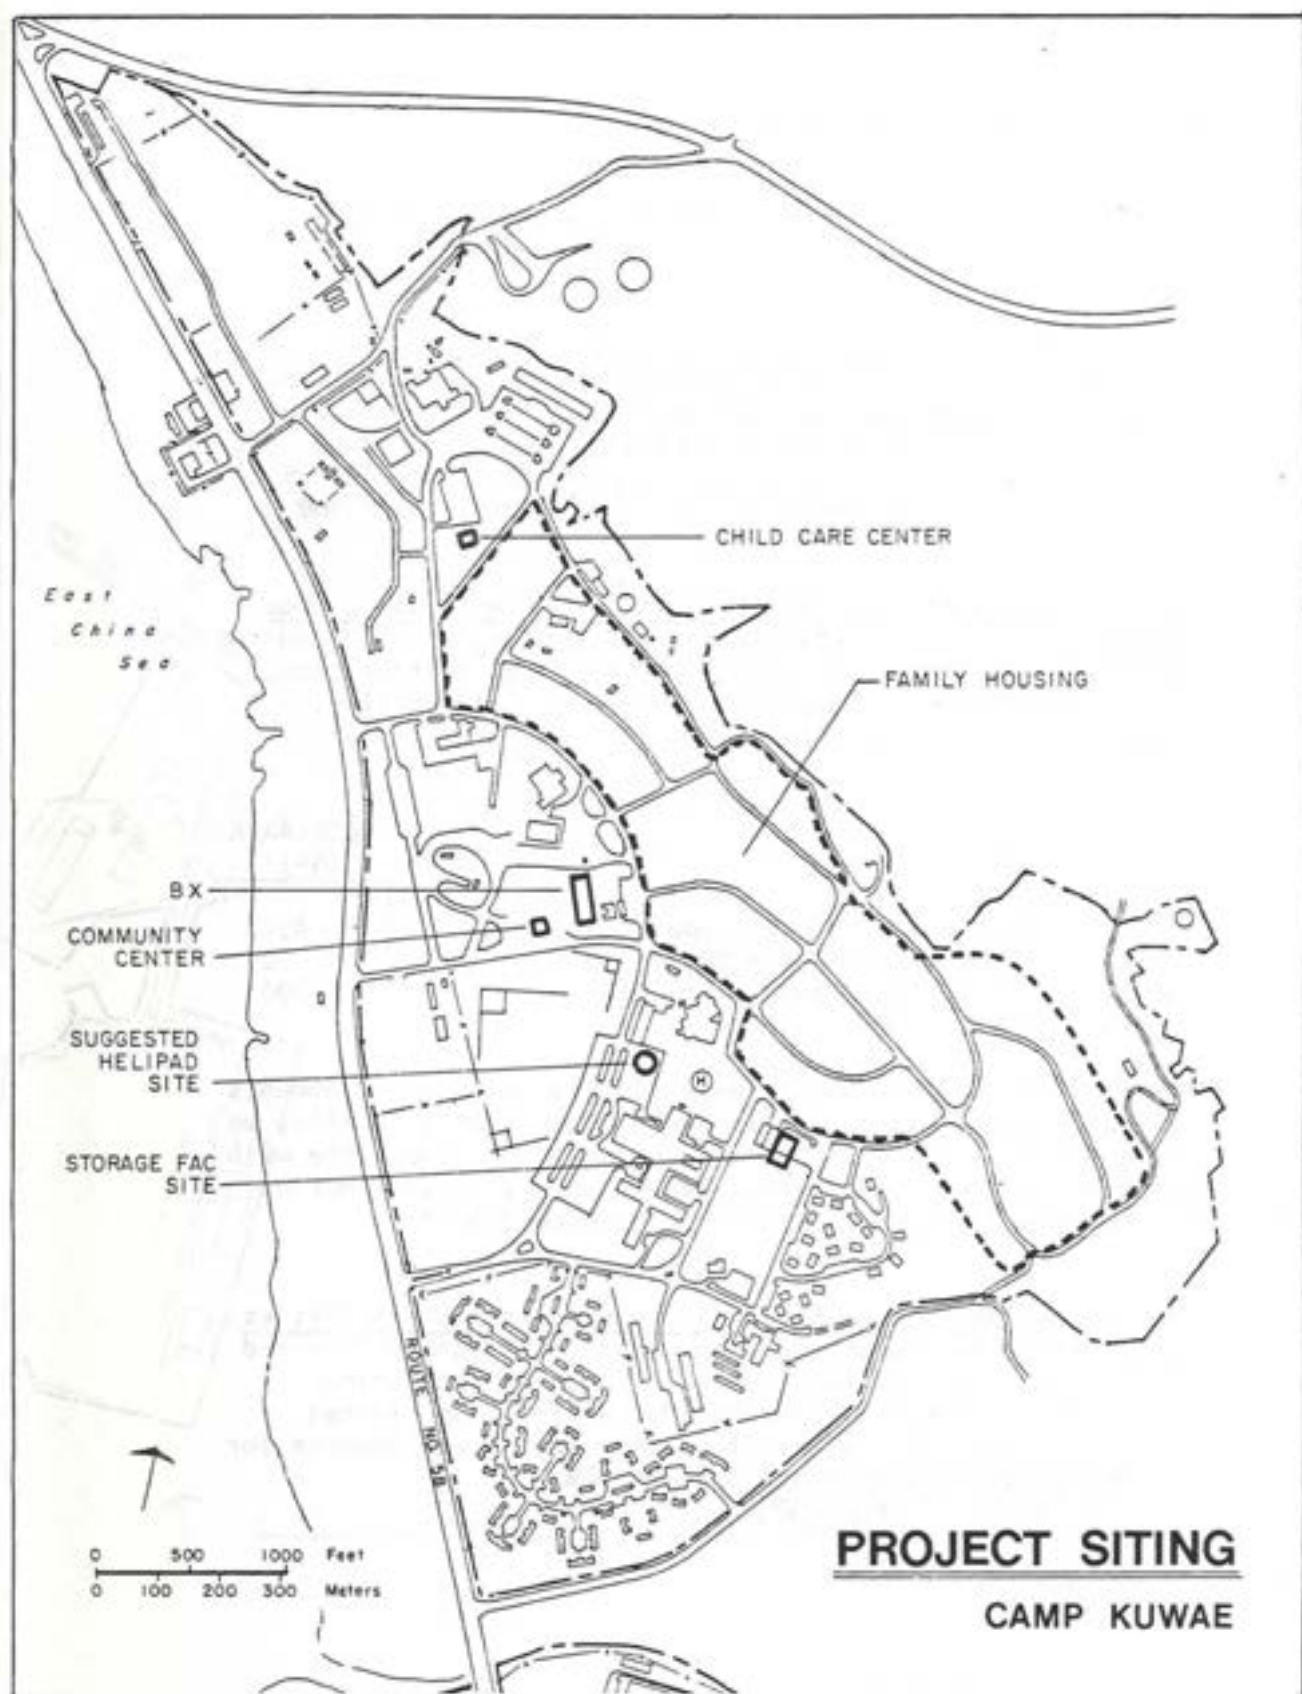 CHILD CARE CENTER
East
China
Sea
FAMILY HOUSING
BX
COMMUNITY
CENTER
SUGGESTED
HELIPAD
SITE
H
STORAGE FAC
SITE
ROUTE NO. 58
0 500 1000 Feet
0 100 200 300 Meters
PROJECT SITING
CAMP KUWAE